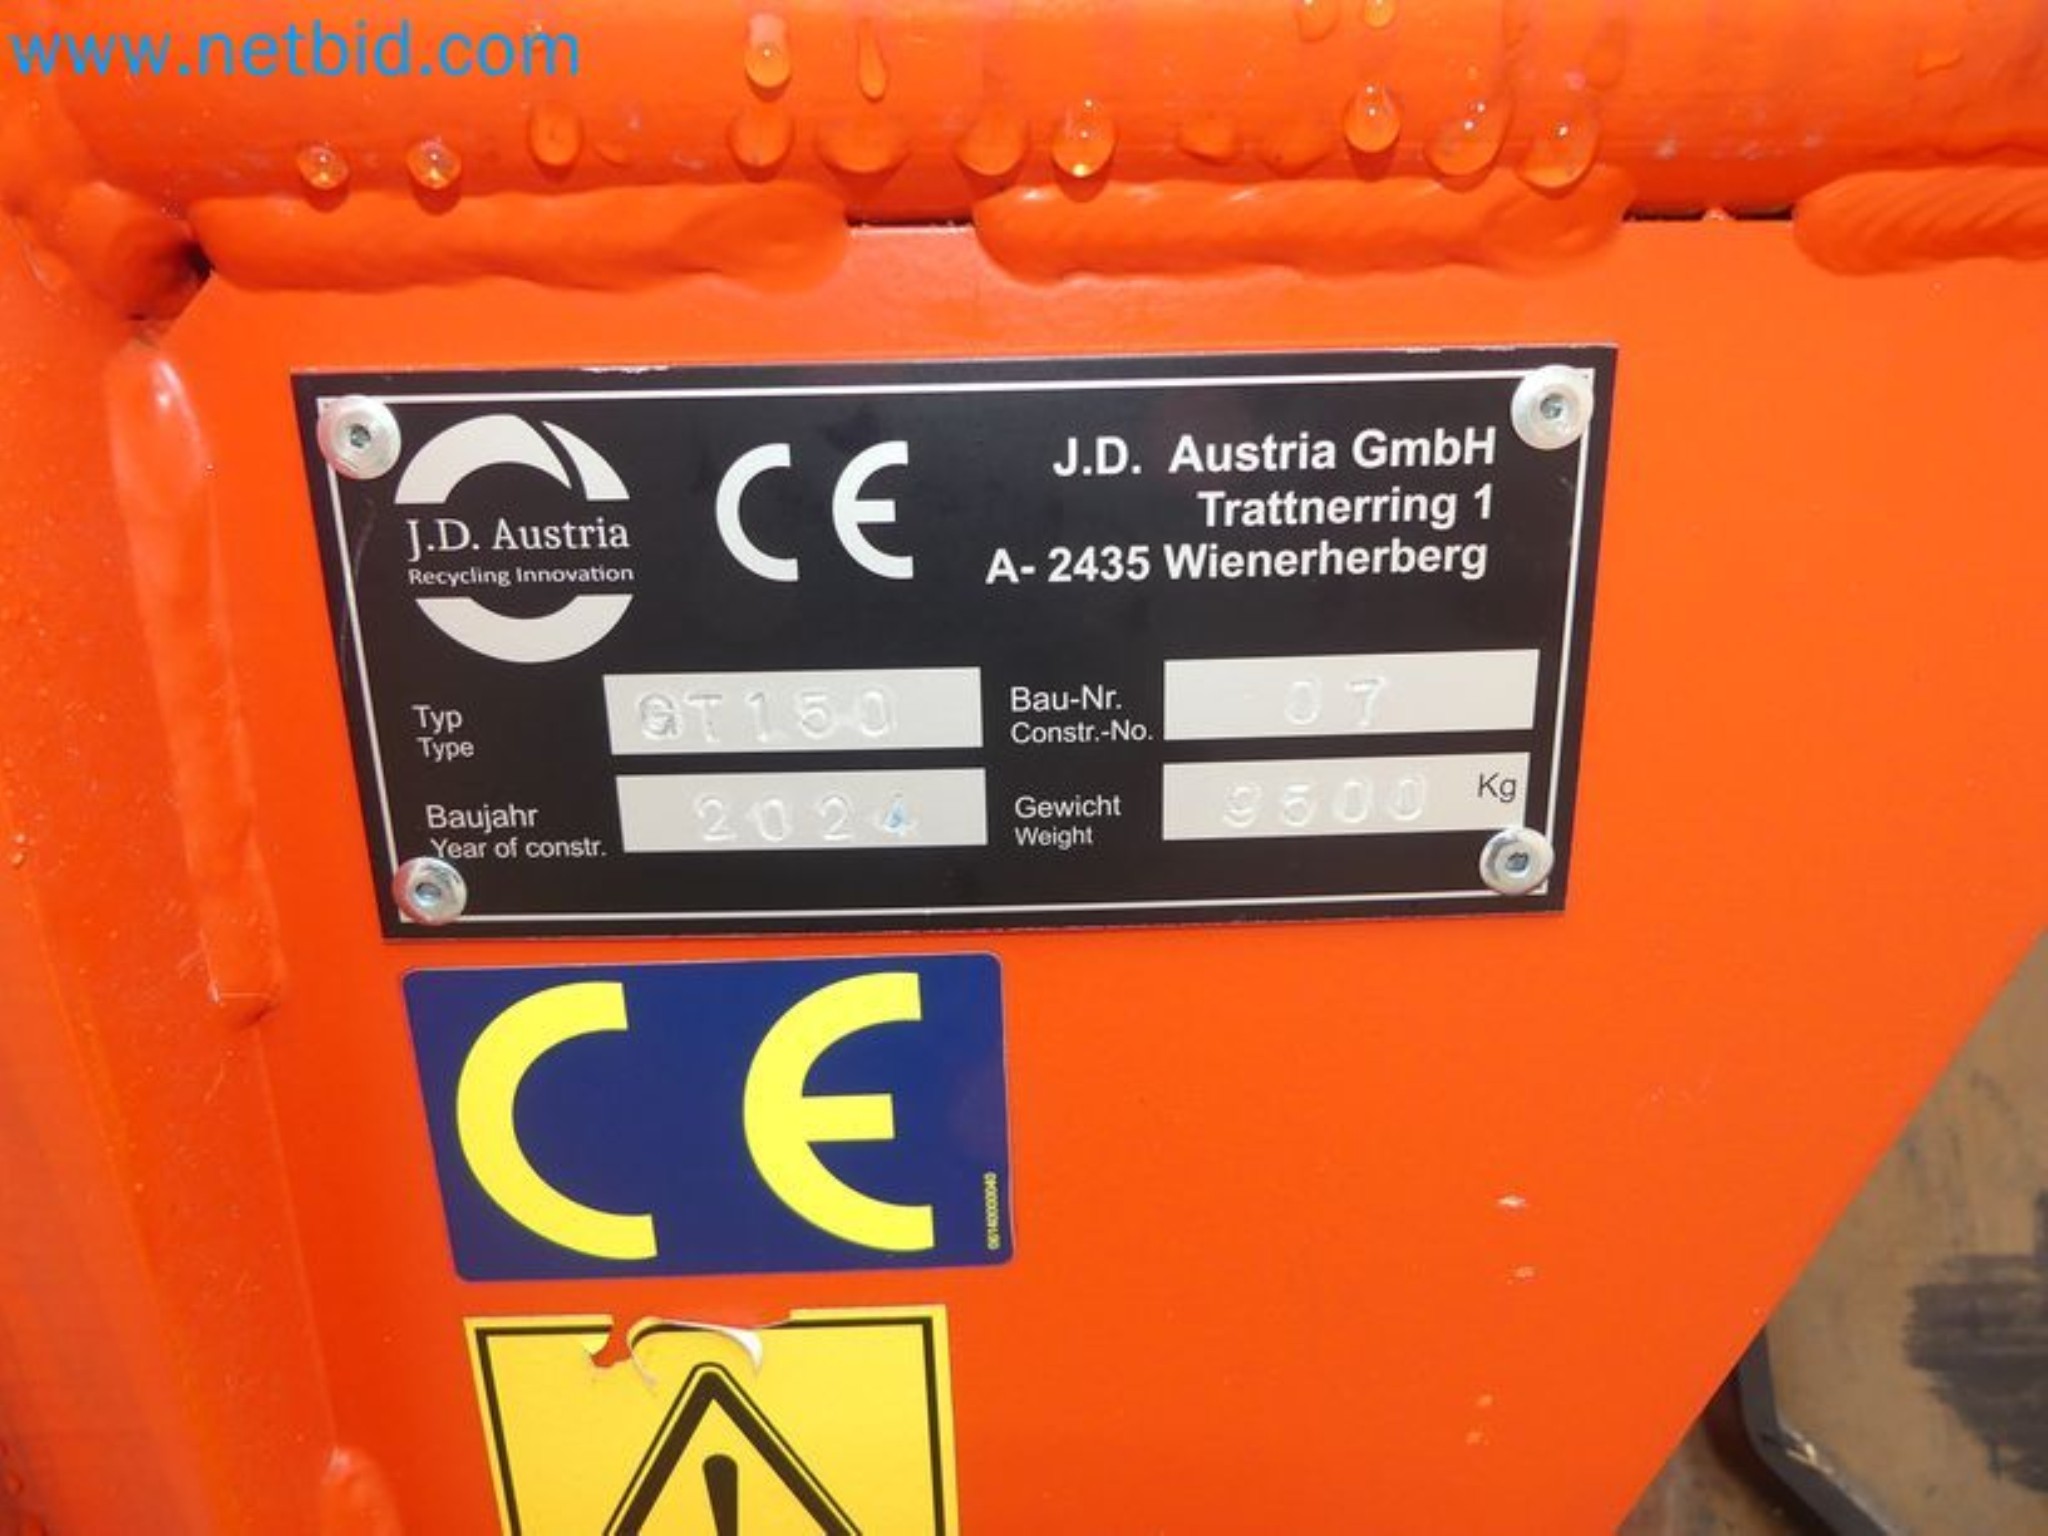 www.netbid.com
J.D. Austria
Recycling Innovation
CE
J.D. Austria GmbH
Trattnerring 1
A- 2435 Wienerherberg
Typ
Type
GT150
Bau-Nr.
Constr.-No.
07
Baujahr
Year of constr.
2024
Gewicht
Weight
9500 Kg
CE